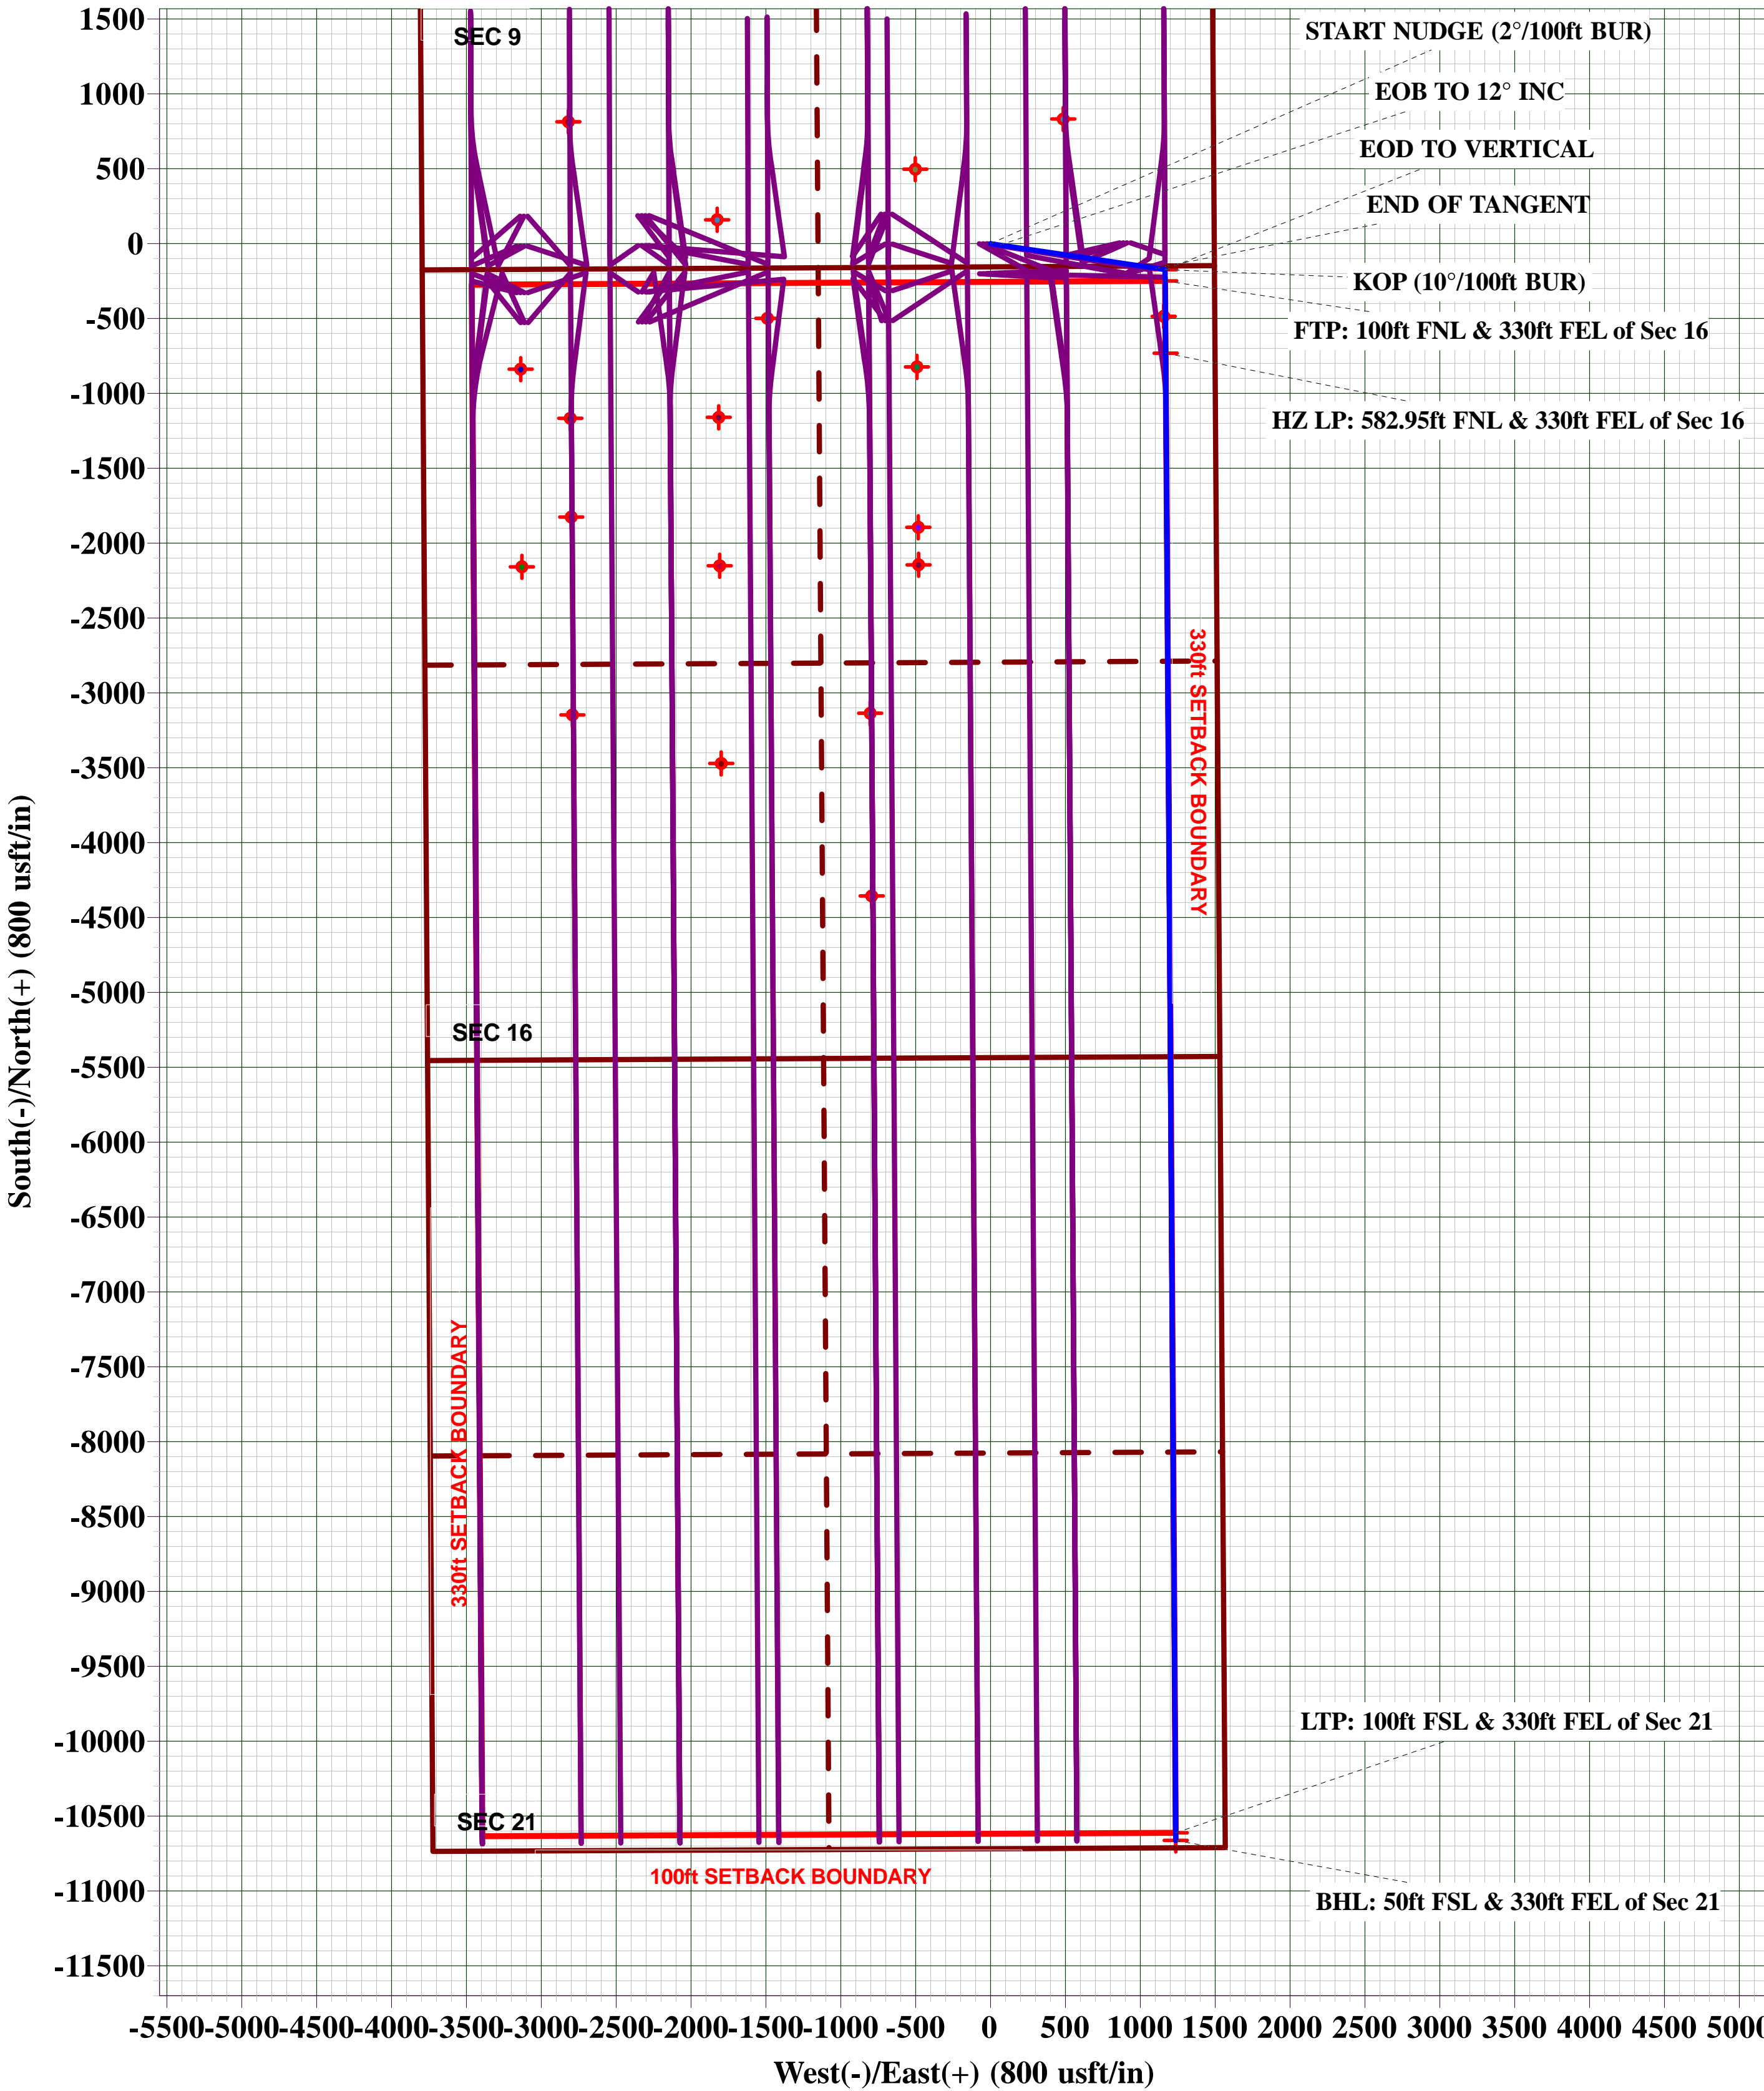 1500
1000
500
0
-500
-1000
-1500
-2000
-2500
-3000
-3500
-4000
-4500
-5000
-5500
-6000
-6500
-7000
-7500
-8000
-8500
-9000
-9500
-10000
-10500
-11000
-11500
South(-)/North(+) (800 usft/in)
SEC 9
START NUDGE (2°/100ft BUR)
EOB TO 12° INC
EOD TO VERTICAL
END OF TANGENT
KOP (10°/100ft BUR)
FTP: 100ft FNL & 330ft FEL of Sec 16
HZ LP: 582.95ft FNL & 330ft FEL of Sec 16
330ft SETBACK BOUNDARY
SEC 16
330ft SETBACK BOUNDARY
LTP: 100ft FSL & 330ft FEL of Sec 21
SEC 21
100ft SETBACK BOUNDARY
BHL: 50ft FSL & 330ft FEL of Sec 21
-5500 -5000 -4500 -4000 -3500 -3000 -2500 -2000 -1500 -1000 -500 0 500 1000 1500 2000 2500 3000 3500 4000 4500 5000
West(-)/East(+) (800 usft/in)